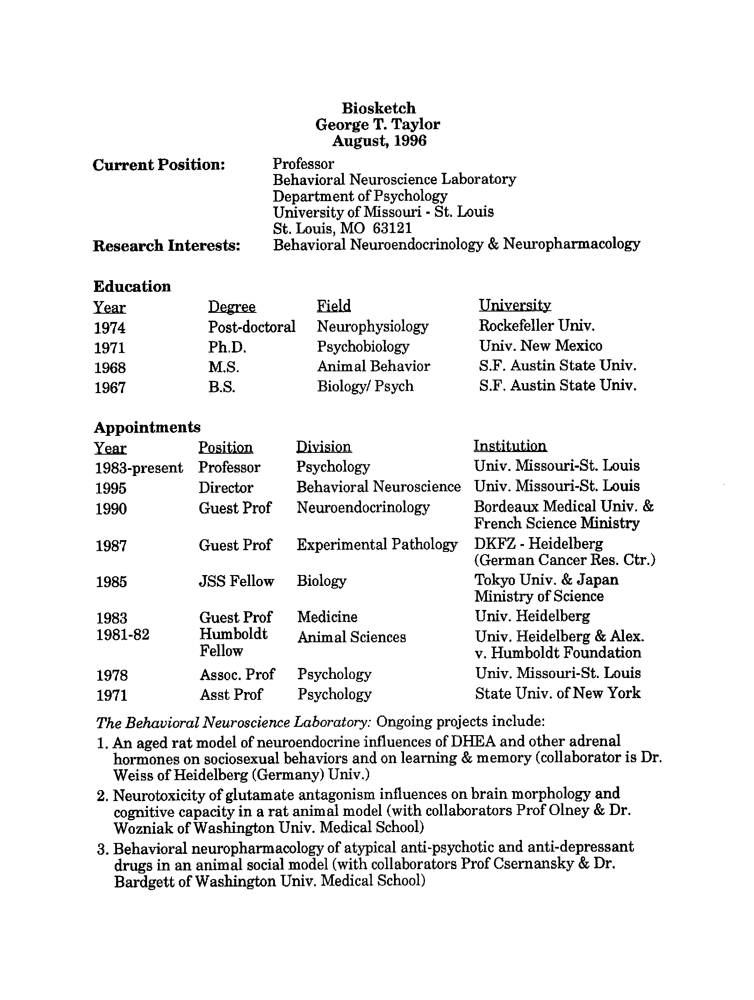 Biosketch
George T. Taylor
August, 1996
Current Position: Professor
Behavioral Neuroscience Laboratory
Department of Psychology
University of Missouri - St. Louis
St. Louis, MO 63121
Research Interests: Behavioral Neuroendocrinology & Neuropharmacology
Education
Year Degree Field University
1974 Post-doctoral Neurophysiology Rockefeller Univ.
1971 Ph.D. Psychobiology Univ. New Mexico
1968 M.S. Animal Behavior S.F. Austin State Univ.
1967 B.S. Biology/ Psych S.F. Austin State Univ.
Appointments
Year Position Division Institution
1983-present Professor Psychology Univ. Missouri-St. Louis
1995 Director Behavioral Neuroscience Univ. Missouri-St. Louis
1990 Guest Prof Neuroendocrinology Bordeaux Medical Univ. &
French Science Ministry
1987 Guest Prof Experimental Pathology DKFZ - Heidelberg
(German Cancer Res. Ctr.)
1985 JSS Fellow Biology Tokyo Univ. & Japan
Ministry of Science
1983 Guest Prof Medicine Univ. Heidelberg
1981-82 Humboldt Animal Sciences Univ. Heidelberg & Alex.
Fellow v. Humboldt Foundation
1978 Assoc. Prof Psychology Univ. Missouri-St. Louis
1971 Asst Prof Psychology State Univ. of New York
The Behavioral Neuroscience Laboratory: Ongoing projects include:
1. An aged rat model of neuroendocrine influences of DHEA and other adrenal
hormones on sociosexual behaviors and on learning & memory (collaborator is Dr.
Weiss of Heidelberg (Germany) Univ.)
2. Neurotoxicity of glutamate antagonism influences on brain morphology and
cognitive capacity in a rat animal model (with collaborators Prof Olney & Dr.
Wozniak of Washington Univ. Medical School)
3. Behavioral neuropharmacology of atypical anti-psychotic and anti-depressant
drugs in an animal social model (with collaborators Prof Csernansky & Dr.
Bardgett of Washington Univ. Medical School)